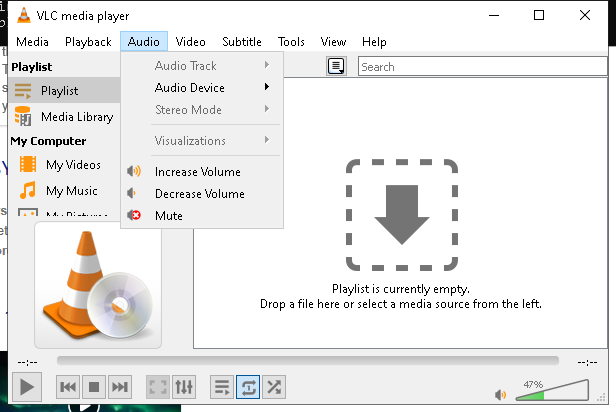 VLC media player
Media Playback Audio Video Subtitle Tools View Help
Playlist
Playlist
Media Library
My Computer
My Videos
My Music
My Pictures
Audio Track
Audio Device
Stereo Mode
Visualizations
Increase Volume
Decrease Volume
Mute
Search
Playlist is currently empty.
Drop a file here or select a media source from the left.
--:--
--:--
47%